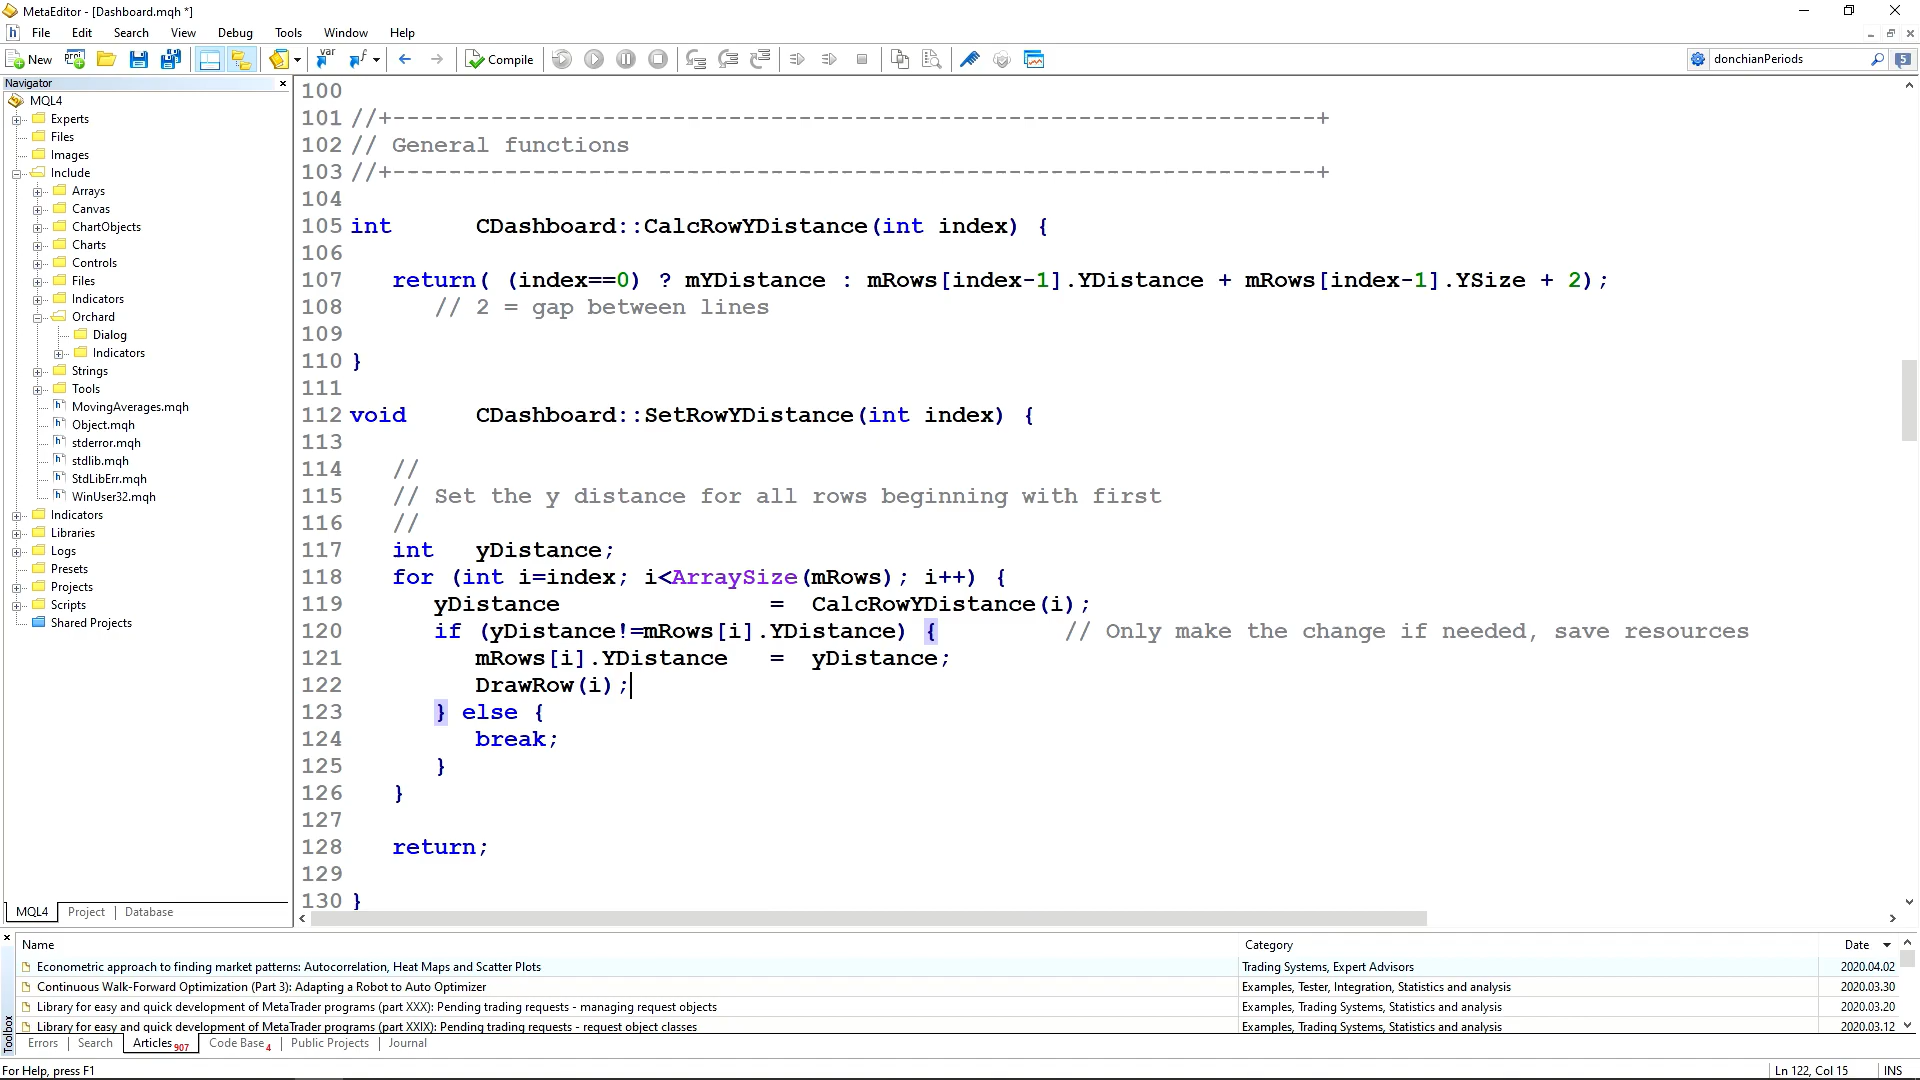 MetaEditor - [Dashboard.mqh *]
File Edit Search View Debug Tools Window Help
New Compile donchianPeriods
Navigator
MQL4
Experts
Files
Images
Include
Arrays
Canvas
ChartObjects
Charts
Controls
Files
Indicators
Orchard
Dialog
Indicators
Strings
Tools
MovingAverages.mqh
Object.mqh
stderror.mqh
stdlib.mqh
StdLibErr.mqh
WinUser32.mqh
Indicators
Libraries
Logs
Presets
Projects
Scripts
Shared Projects
MQL4 | Project | Database
100
101 //+------------------------------------------------------------------+
102 // General functions
103 //+------------------------------------------------------------------+
104
105 int CDashboard::CalcRowYDistance(int index) {
106
107 return( (index==0) ? mYDistance : mRows[index-1].YDistance + mRows[index-1].YSize + 2);
108 // 2 = gap between lines
109
110 }
111
112 void CDashboard::SetRowYDistance(int index) {
113
114 //
115 // Set the y distance for all rows beginning with first
116 //
117 int yDistance;
118 for (int i=index; i<ArraySize(mRows); i++) {
119 yDistance = CalcRowYDistance(i);
120 if (yDistance!=mRows[i].YDistance) { // Only make the change if needed, save resources
121 mRows[i].YDistance = yDistance;
122 DrawRow(i);
123 } else {
124 break;
125 }
126 }
127
128 return;
129
130 }
Name Category Date
Econometric approach to finding market patterns: Autocorrelation, Heat Maps and Scatter Plots Trading Systems, Expert Advisors 2020.04.02
Continuous Walk-Forward Optimization (Part 3): Adapting a Robot to Auto Optimizer Examples, Tester, Integration, Statistics and analysis 2020.03.30
Library for easy and quick development of MetaTrader programs (part XXX): Pending trading requests - managing request objects Examples, Trading Systems, Statistics and analysis 2020.03.20
Library for easy and quick development of MetaTrader programs (part XXIX): Pending trading requests - request object classes Examples, Trading Systems, Statistics and analysis 2020.03.12
Toolbox
Errors | Search | Articles 907 | Code Base 4 | Public Projects | Journal
For Help, press F1 Ln 122, Col 15 INS